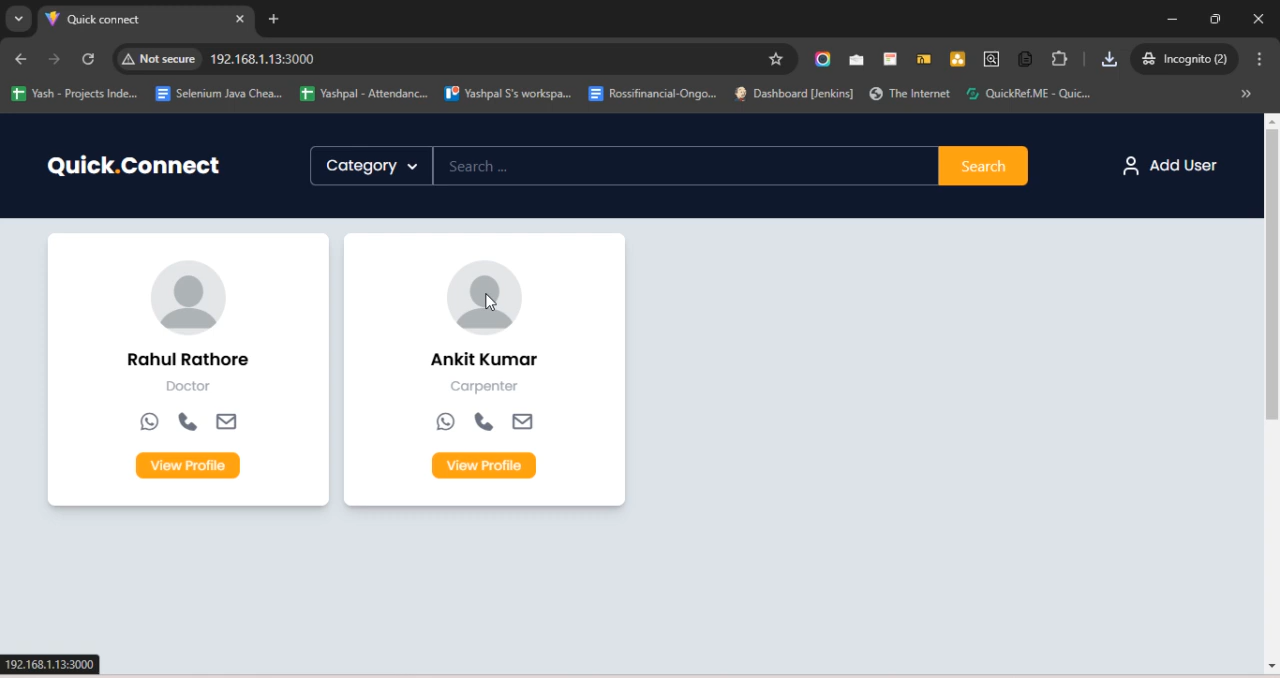 Quick connect
Not secure 192.168.1.13:3000 Incognito (2)
Yash - Projects Inde... Selenium Java Chea... Yashpal - Attendanc... Yashpal S's workspa... Rossifinancial-Ongo... Dashboard [Jenkins] The Internet QuickRef.ME - Quic...
Quick.Connect Category Search ... Search Add User
Rahul Rathore Ankit Kumar
Doctor Carpenter
View Profile View Profile
192.168.1.13:3000